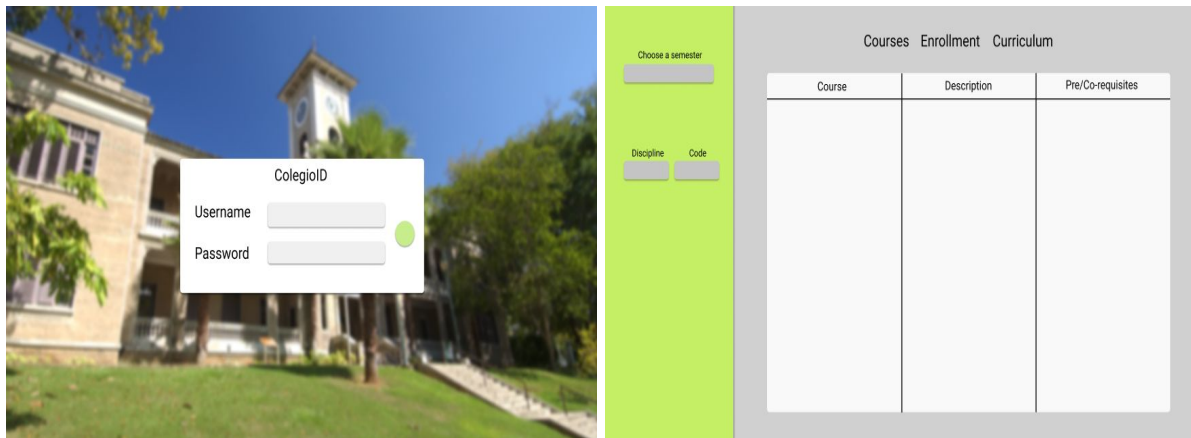 ColegioID
Username
Password
Courses Enrollment Curriculum
Choose a semester
Discipline Code
Course Description Pre/Co-requisites